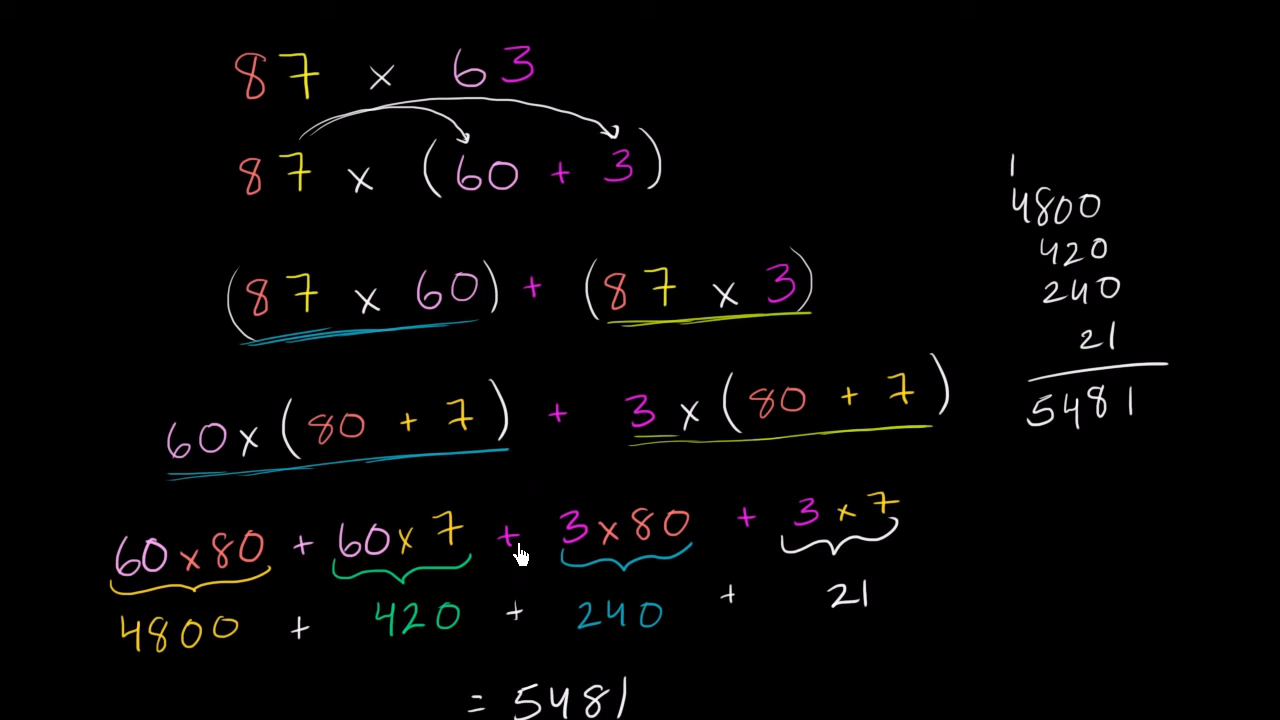 87 × 63
87 × (60 + 3)
(87 × 60) + (87 × 3)
60 × (80 + 7) + 3 × (80 + 7)
60 × 80 + 60 × 7 + 3 × 80 + 3 × 7
4800 + 420 + 240 + 21
= 5481
1
4800
420
240
21
5481